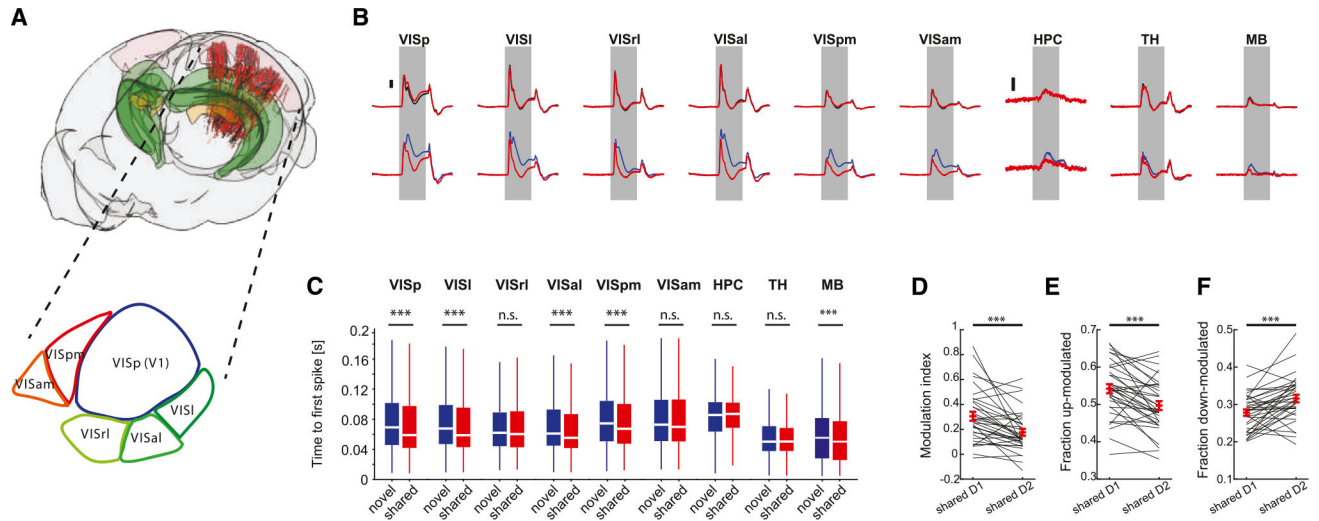 A
VISpm
VISam
VISp (V1)
VISl
VISrl
VISal
B
VISp VISl VISrl VISal VISpm VISam HPC TH MB
C
VISp VISl VISrl VISal VISpm VISam HPC TH MB
*** *** n.s. *** *** n.s. n.s. n.s. ***
Time to first spike [s]
0.2
0.16
0.12
0.08
0.04
0
novel shared novel shared novel shared novel shared novel shared novel shared novel shared novel shared novel shared
D
***
Modulation index
1
0.8
0.6
0.4
0.2
0
-0.2
shared D1 shared D2
E
***
Fraction up-modulated
0.7
0.6
0.5
0.4
0.3
shared D1 shared D2
F
***
Fraction down-modulated
0.5
0.4
0.3
0.2
0.1
shared D1 shared D2